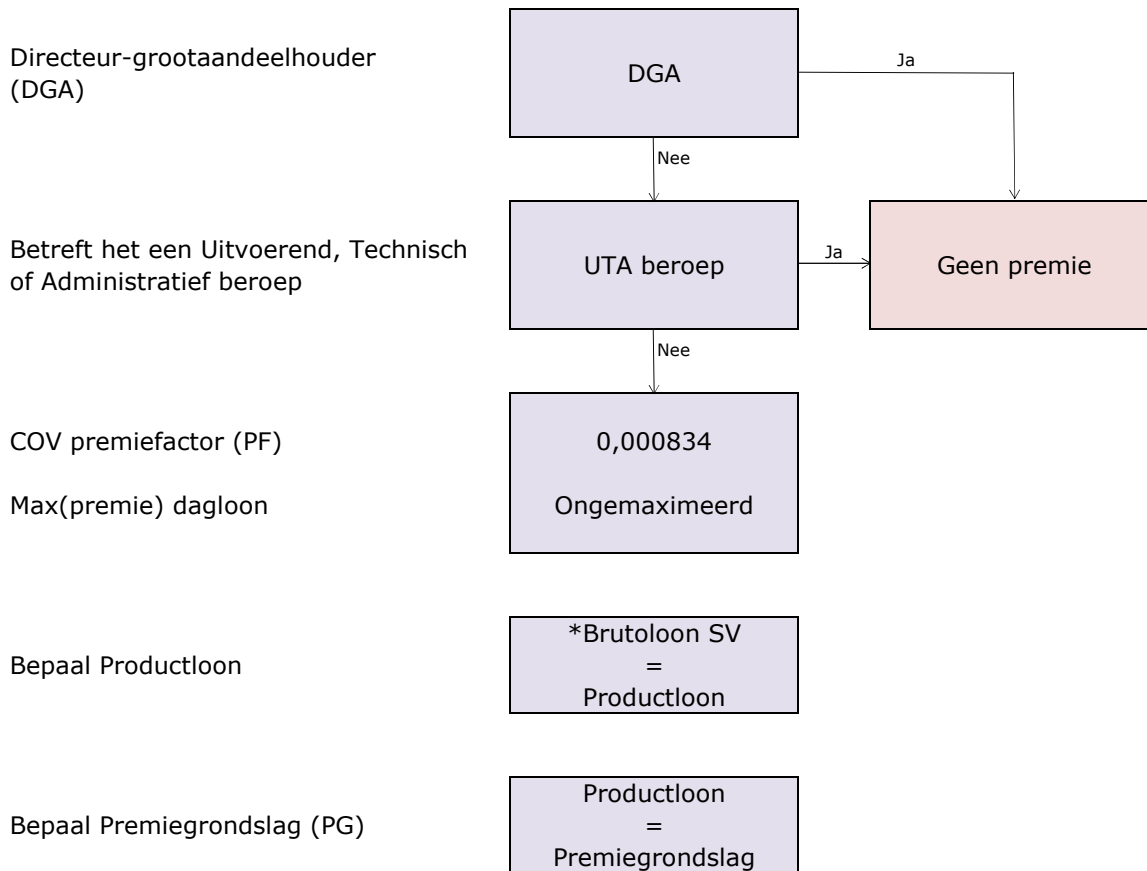 Directeur-grootaandeelhouder
(DGA)
DGA
Ja
Nee
Betreft het een Uitvoerend, Technisch
of Administratief beroep
UTA beroep
Ja
Geen premie
Nee
COV premiefactor (PF)
0,000834
Max(premie) dagloon
Ongemaximeerd
Bepaal Productloon
*Brutoloon SV
=
Productloon
Bepaal Premiegrondslag (PG)
Productloon
=
Premiegrondslag